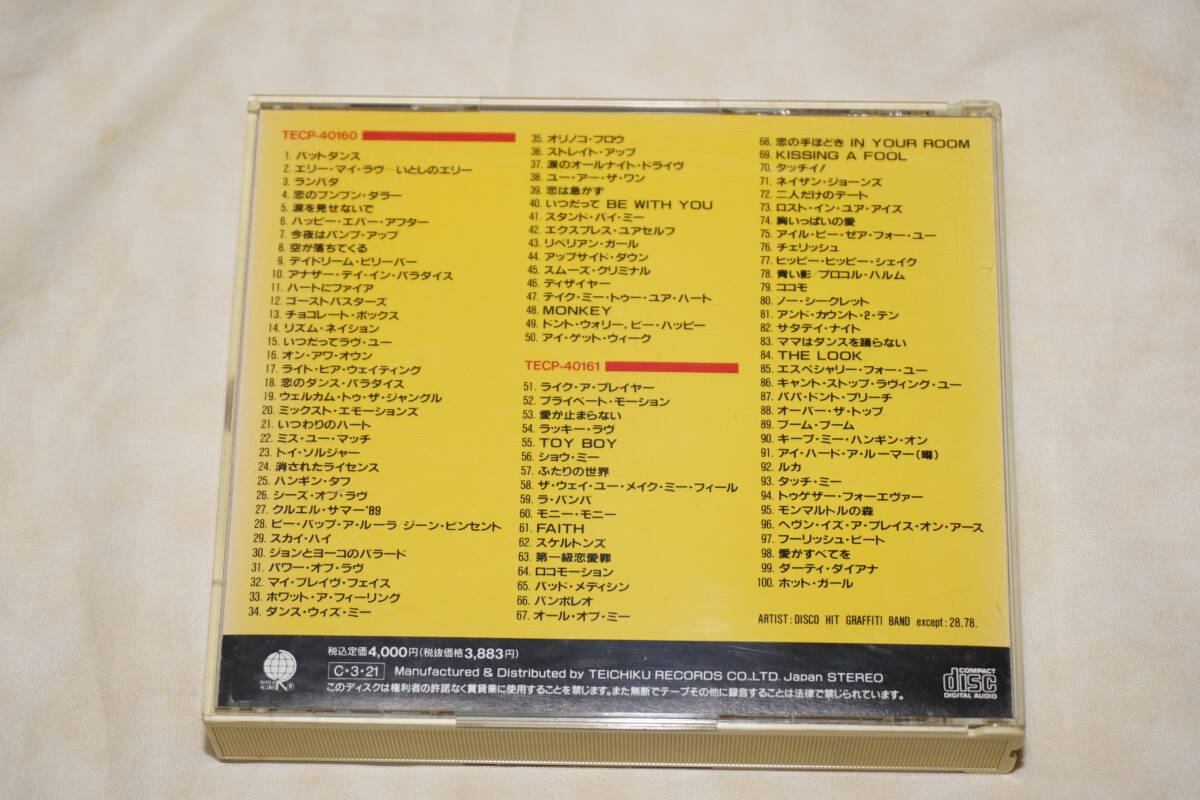 TECP-40160
1. バットダンス
2. エリー・マイ・ラヴ-いとしのエリー
3. ランバダ
4. 恋のブンブン・ダラー
5. 涙を見せないで
6. ハッピー・エバー・アフター
7. 今夜はパンプ・アップ
8. 空が落ちてくる
9. デイドリーム・ビリーバー
10. アナザー・デイ・イン・パラダイス
11. ハートにファイア
12. ゴーストバスターズ
13. チョコレート・ボックス
14. リズム・ネイション
15. いつだってラヴ・ユー
16. オン・アワ・オウン
17. ライト・ヒア・ウェイティング
18. 恋のダンス・パラダイス
19. ウェルカム・トゥ・ザ・ジャングル
20. ミックスト・エモーションズ
21. いつわりのハート
22. ミス・ユー・マッチ
23. トイ・ソルジャー
24. 消されたライセンス
25. ハンギン・タフ
26. シーズ・オブ・ラヴ
27. クルエル・サマー'89
28. ビー・バップ・ア・ルーラ ジーン・ビンセント
29. スカイ・ハイ
30. ジョンとヨーコのバラード
31. パワー・オブ・ラヴ
32. マイ・ブレイヴ・フェイス
33. ホワット・ア・フィーリング
34. ダンス・ウィズ・ミー
35. オリノコ・フロウ
36. ストレイト・アップ
37. 涙のオールナイト・ドライヴ
38. ユー・アー・ザ・ワン
39. 恋は急がず
40. いつだって BE WITH YOU
41. スタンド・バイ・ミー
42. エクスプレス・ユアセルフ
43. リベリアン・ガール
44. アップサイド・ダウン
45. スムーズ・クリミナル
46. ディザイヤー
47. テイク・ミー・トゥー・ユア・ハート
48. MONKEY
49. ドント・ウォリー,ビー・ハッピー
50. アイ・ゲット・ウィーク
TECP-40161
51. ライク・ア・プレイヤー
52. プライベート・モーション
53. 愛が止まらない
54. ラッキー・ラヴ
55. TOY BOY
56. ショウ・ミー
57. ふたりの世界
58. ザ・ウェイ・ユー・メイク・ミー・フィール
59. ラ・バンバ
60. モニー・モニー
61. FAITH
62. スケルトンズ
63. 第一級恋愛罪
64. ロコモーション
65. バッド・メディシン
66. バンボレオ
67. オール・オブ・ミー
68. 恋の手ほどき IN YOUR ROOM
69. KISSING A FOOL
70. タッチイ!
71. ネイザン・ジョーンズ
72. 二人だけのデート
73. ロスト・イン・ユア・アイズ
74. 胸いっぱいの愛
75. アイル・ビー・ゼア・フォー・ユー
76. チェリッシュ
77. ヒッピー・ヒッピー・シェイク
78. 青い影/プロコル・ハルム
79. ココモ
80. ノー・シークレット
81. アンド・カウント・2・テン
82. サタデイ・ナイト
83. ママはダンスを踊らない
84. THE LOOK
85. エスペシャリー・フォー・ユー
86. キャント・ストップ・ラヴィング・ユー
87. パパ・ドント・プリーチ
88. オーバー・ザ・トップ
89. ブーム・ブーム
90. キープ・ミー・ハンギン・オン
91. アイ・ハード・ア・ルーマー(噂)
92. ルカ
93. タッチ・ミー
94. トゥゲザー・フォーエヴァー
95. モンマルトルの森
96. ヘヴン・イズ・ア・プレイス・オン・アース
97. フーリッシュ・ビート
98. 愛がすべてを
99. ダーティ・ダイアナ
100. ホット・ガール
ARTIST:DISCO HIT GRAFFITI BAND except:28.78.
税込定価4,000円(税抜価格3,883円)
C・3・21 Manufactured & Distributed by TEICHIKU RECORDS CO.,LTD. Japan STEREO
このディスクは権利者の許諾なく賃貸業に使用することを禁じます。また無断でテープその他に録音することは法律で禁じられています。
COMPACT
disc
DIGITAL AUDIO